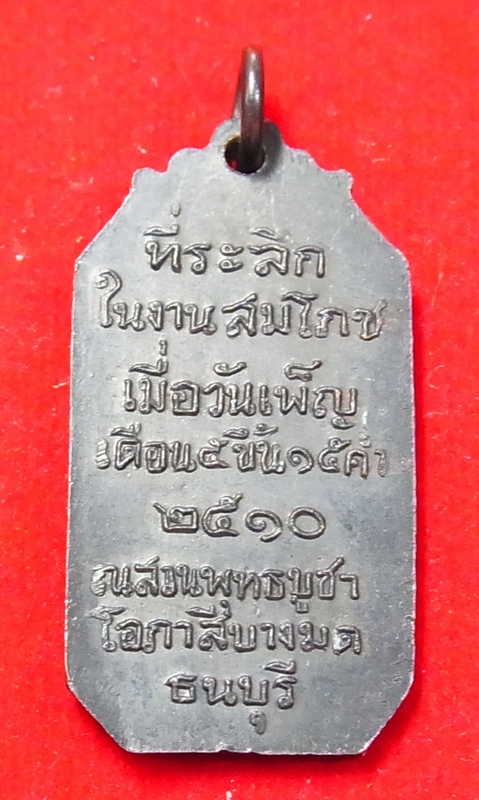 ที่ระลิก
ในงานสมโภช
เมื่อวันเพ็ญ
เดือน๕ขึ้น๑๕ค่ำ
๒๕๑๐
ณสวนพุทธบูชา
โอภาสีบางมด
ธนบุรี